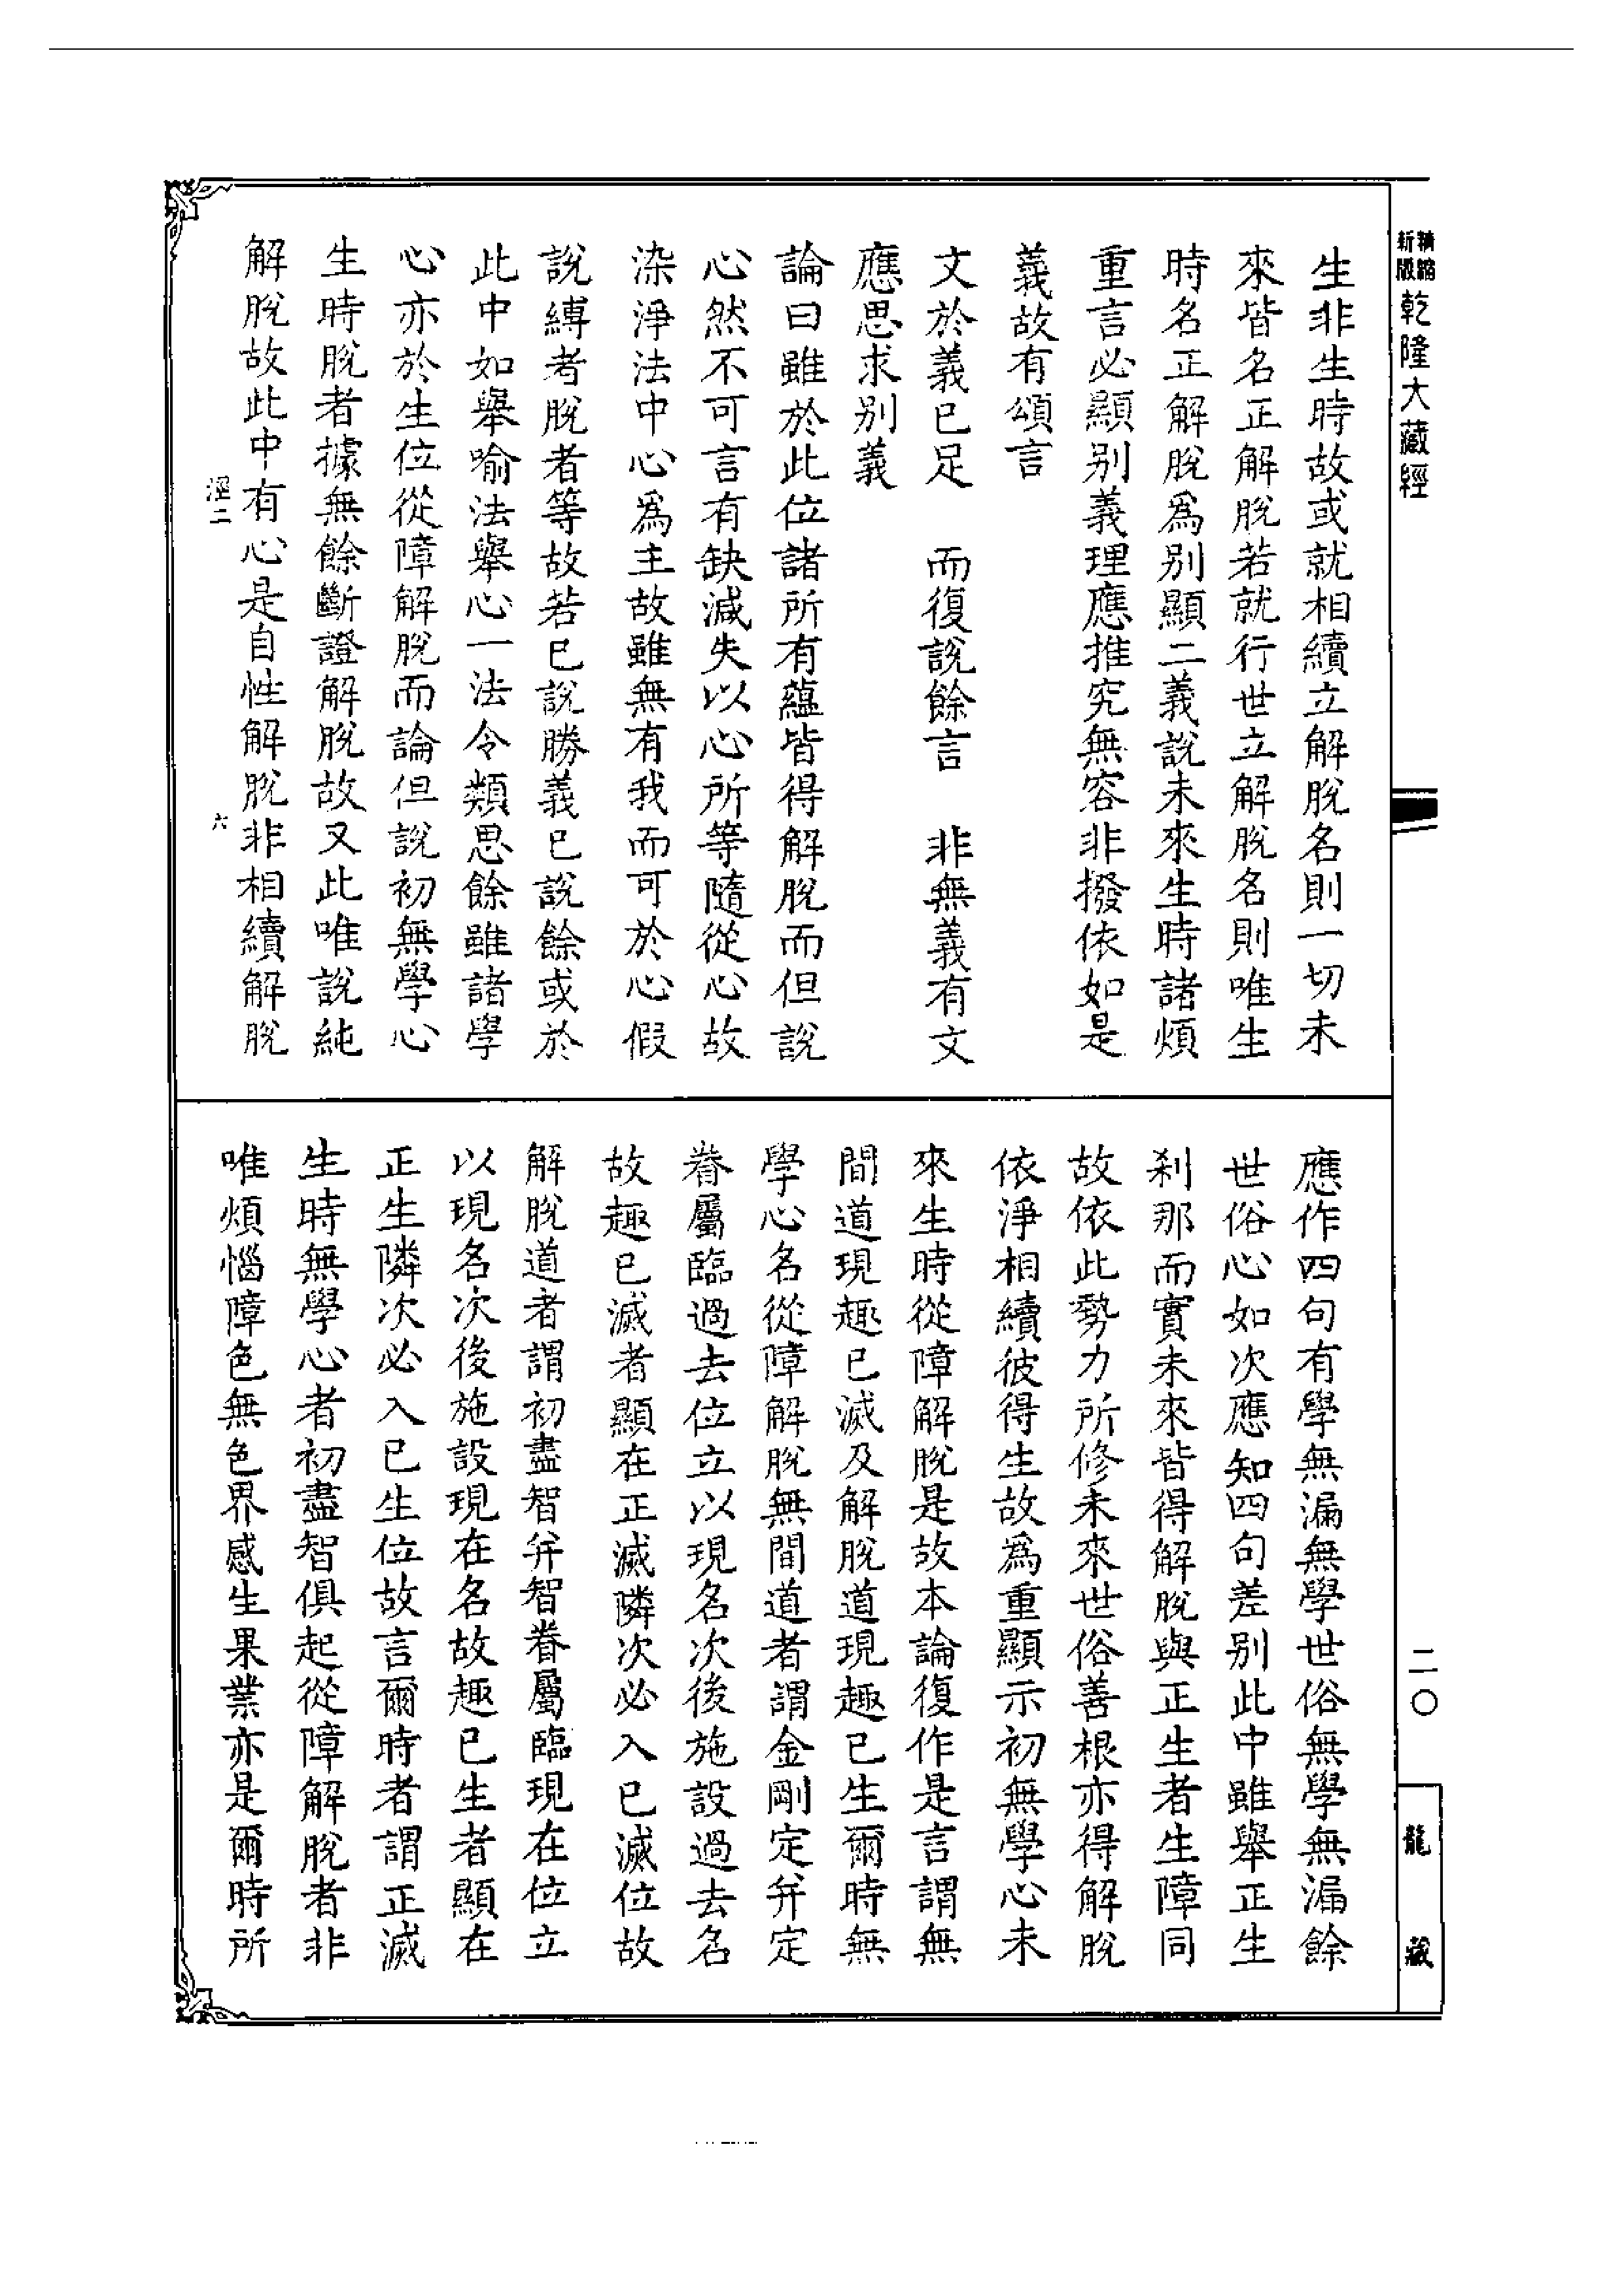 新版精縮乾隆大藏經
生非生時故或就相續立解脫名則一切未
來皆名正解脫若就行世立解脫名則唯生
時名正解脫爲別顯二義說未來生時諸煩
重言必顯别義理應推究無容非撥依如是
義故有頌言
文於義已足　而復說餘言　非無義有文
應思求别義
論曰雖於此位諸所有蘊皆得解脫而但說
心然不可言有缺減失以心所等隨從心故
染淨法中心爲主故雖無有我而可於心假
說縛者脫者等故若已說勝義已說餘或於
此中如舉喻法舉心一法令類思餘雖諸學
心亦於生位從障解脫而論但說初無學心
生時脫者據無餘斷證解脫故又此唯說純
解脫故此中有心是自性解脫非相續解脫
涇二　六
應作四句有學無漏無學世俗無學無漏餘
世俗心如次應知四句差别此中雖舉正生
刹那而實未來皆得解脫與正生者生障同
故依此勢力所修未來世俗善根亦得解脫
依淨相續彼得生故爲重顯示初無學心未
來生時從障解脫是故本論復作是言謂無
間道現趣已滅及解脫道現趣已生爾時無
學心名從障解脫無間道者謂金剛定并定
眷屬臨過去位立以現名次後施設過去名
故趣已滅者顯在正滅隣次必入已滅位故
解脫道者謂初盡智并智眷屬臨現在位立
以現名次後施設現在名故趣已生者顯在
正生隣次必入已生位故言爾時者謂正滅
生時無學心者初盡智俱起從障解脫者非
唯煩惱障色無色界感生果業亦是爾時所
二〇
龍藏